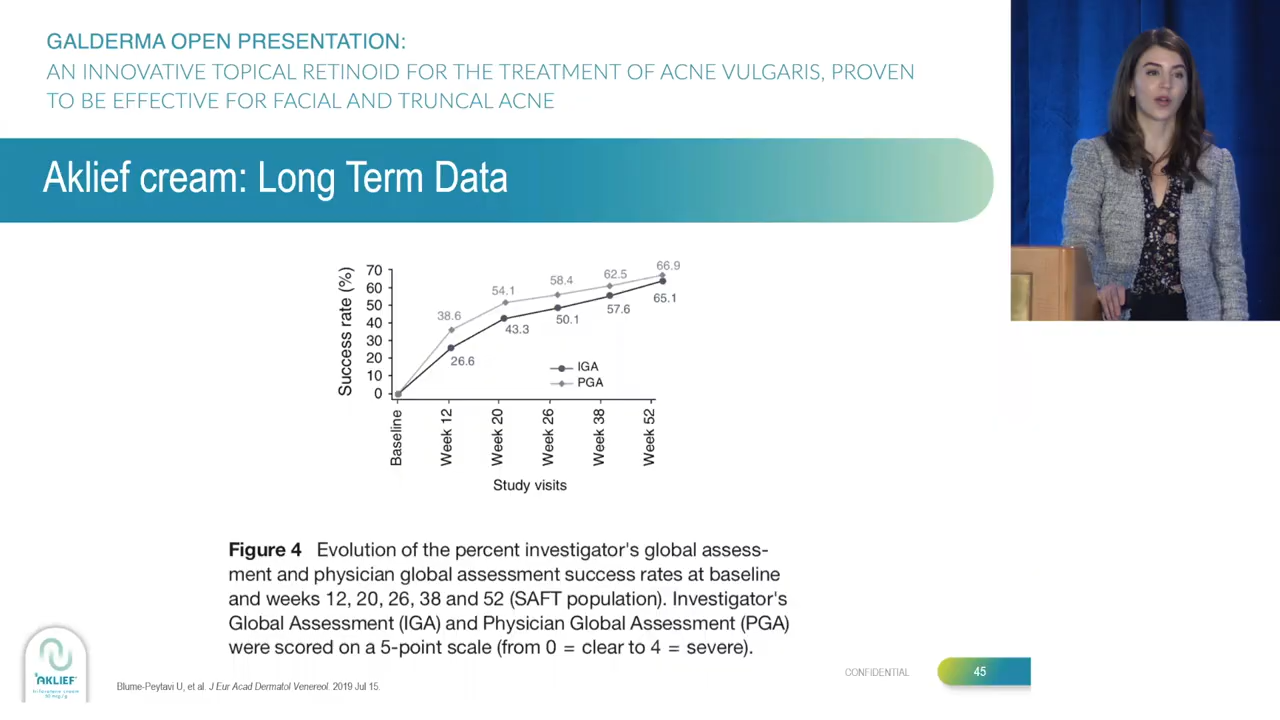 GALDERMA OPEN PRESENTATION:
AN INNOVATIVE TOPICAL RETINOID FOR THE TREATMENT OF ACNE VULGARIS, PROVEN
TO BE EFFECTIVE FOR FACIAL AND TRUNCAL ACNE
Aklief cream: Long Term Data
Success rate (%)
70
60
50
40
30
20
10
0
38.6
54.1
58.4
62.5
66.9
26.6
43.3
50.1
57.6
65.1
IGA
PGA
Baseline
Week 12
Week 20
Week 26
Week 38
Week 52
Study visits
Figure 4 Evolution of the percent investigator's global assess-
ment and physician global assessment success rates at baseline
and weeks 12, 20, 26, 38 and 52 (SAFT population). Investigator's
Global Assessment (IGA) and Physician Global Assessment (PGA)
were scored on a 5-point scale (from 0 = clear to 4 = severe).
AKLIEF
Blume-Peytavi U, et al. J Eur Acad Dermatol Venereol. 2019 Jul 15.
CONFIDENTIAL
45